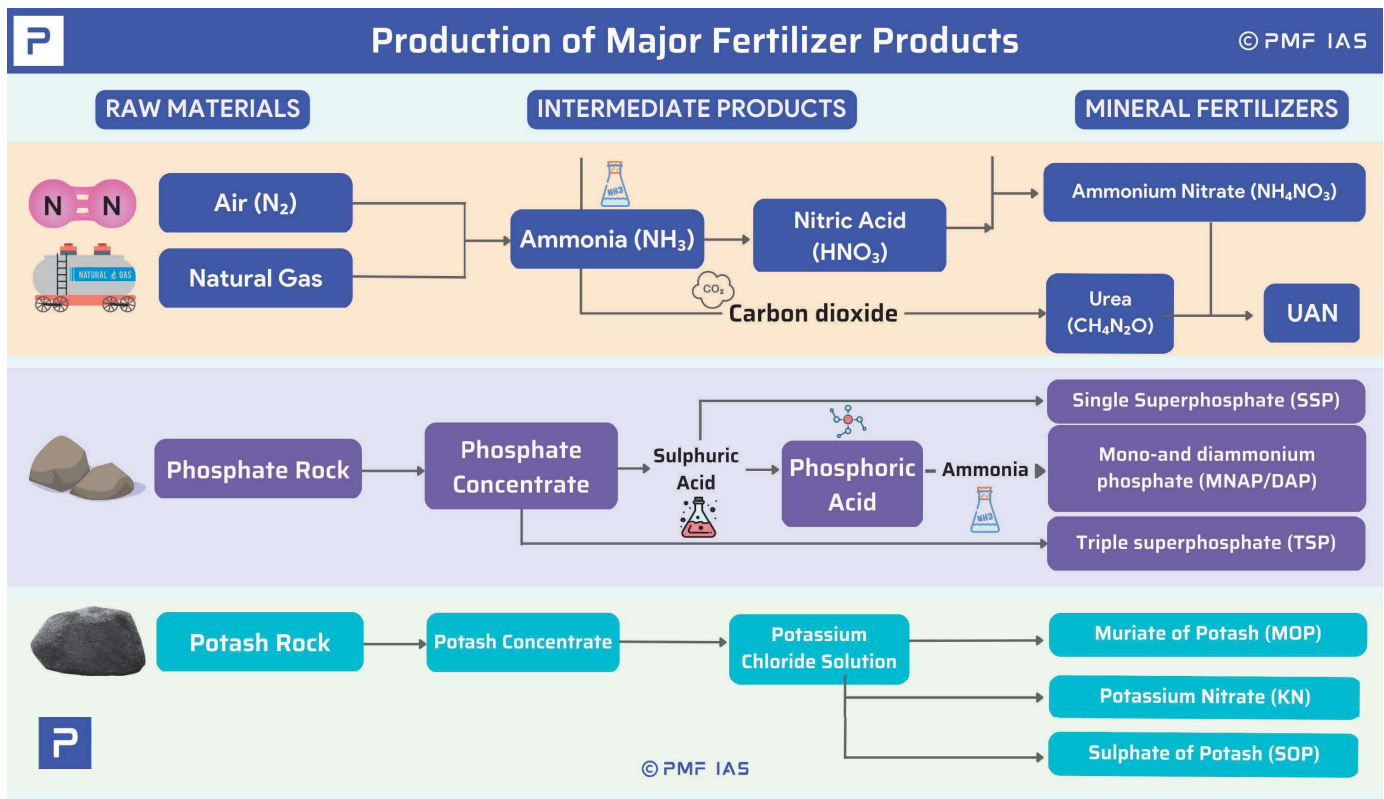 P
Production of Major Fertilizer Products
© PMF IAS
RAW MATERIALS
INTERMEDIATE PRODUCTS
MINERAL FERTILIZERS
N N
Air (N₂)
NATURAL GAS
Natural Gas
NH3
Ammonia (NH₃)
Nitric Acid
(HNO₃)
Ammonium Nitrate (NH₄NO₃)
CO₂
Carbon dioxide
Urea
(CH₄N₂O)
UAN
Phosphate Rock
Phosphate
Concentrate
Sulphuric
Acid
Phosphoric
Acid
Ammonia
NH3
Single Superphosphate (SSP)
Mono-and diammonium
phosphate (MNAP/DAP)
Triple superphosphate (TSP)
Potash Rock
Potash Concentrate
Potassium
Chloride Solution
Muriate of Potash (MOP)
Potassium Nitrate (KN)
Sulphate of Potash (SOP)
P
© PMF IAS